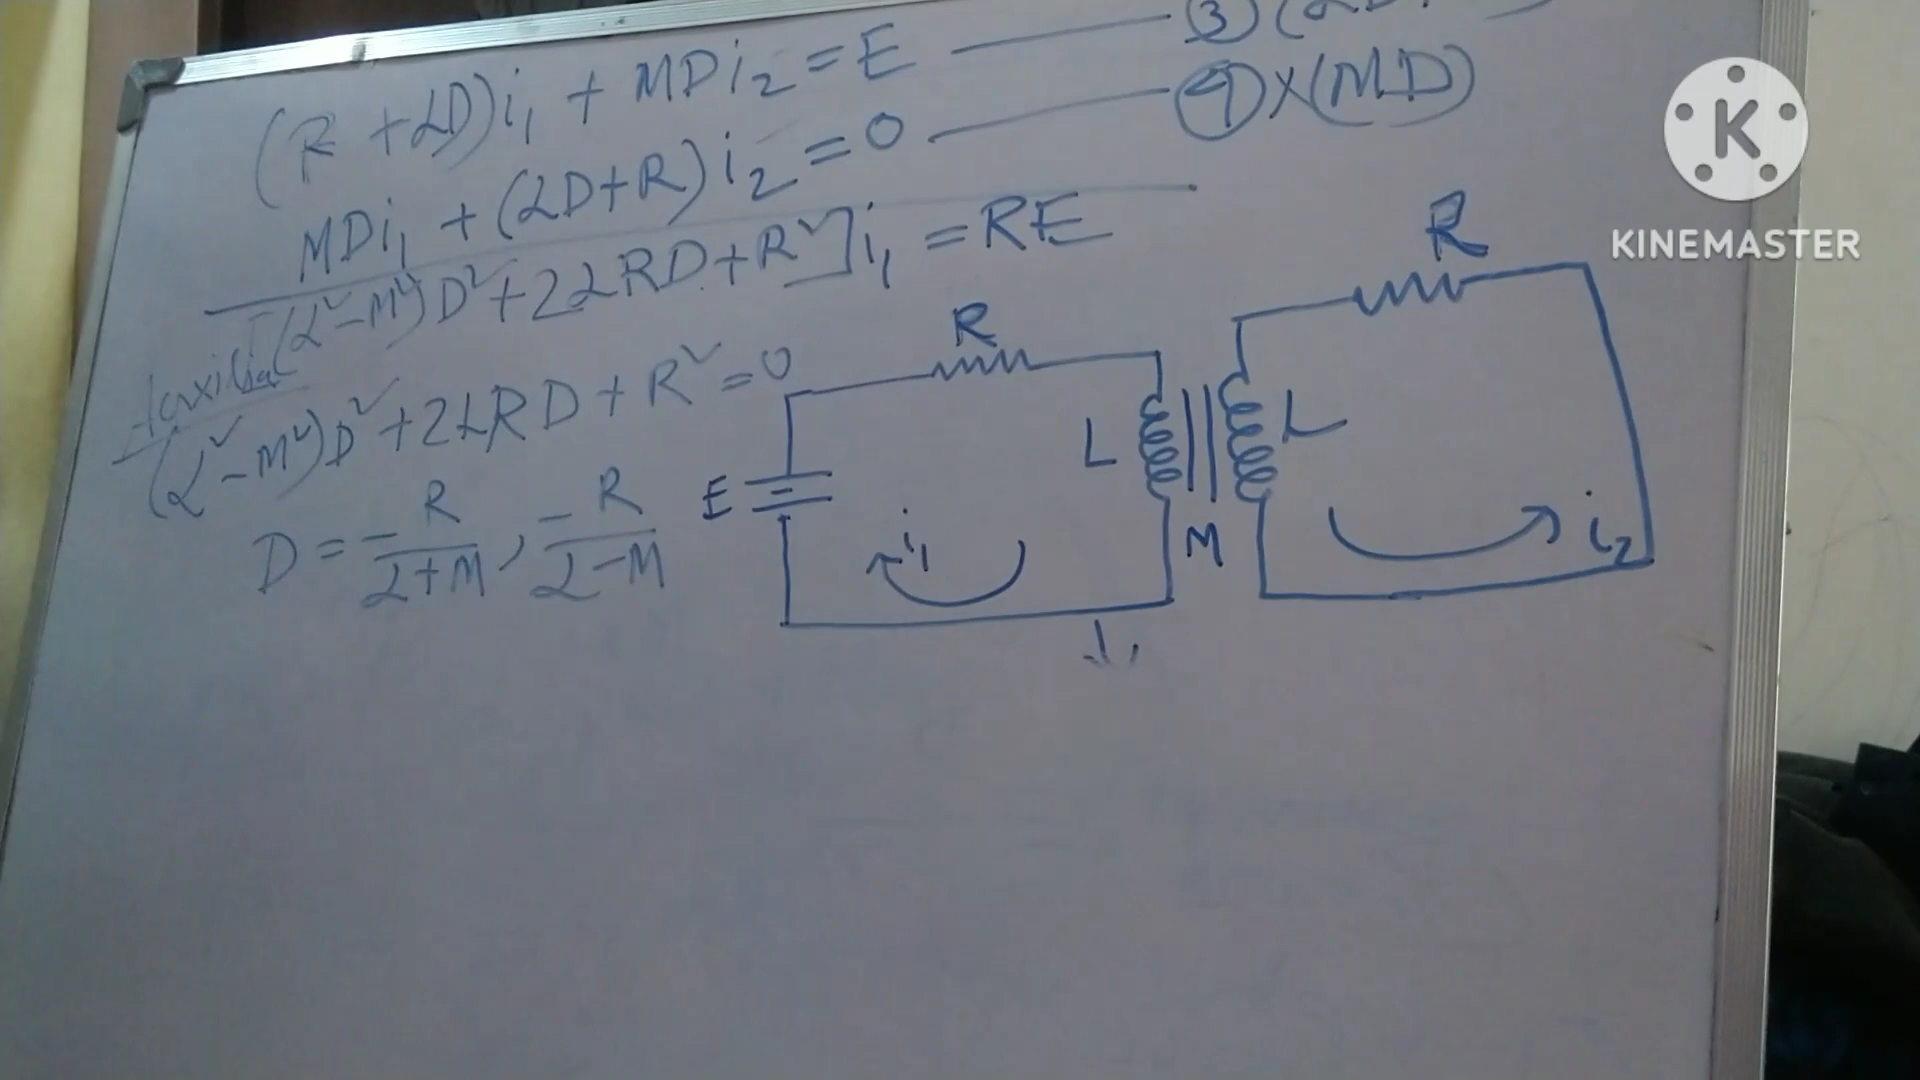 (R + LD)i₁ + MDi₂ = E —— ③ (LD
MDi₁ + (LD+R)i₂ = 0 —— ④ × (MD)
[(L²-M²)D² + 2LRD + R²]i₁ = RE
(L²-M²)D² + 2LRD + R² = 0
D = -R/(L+M), -R/(L-M)
R
E
L
i₁
M
R
L
i₂
K
KINEMASTER